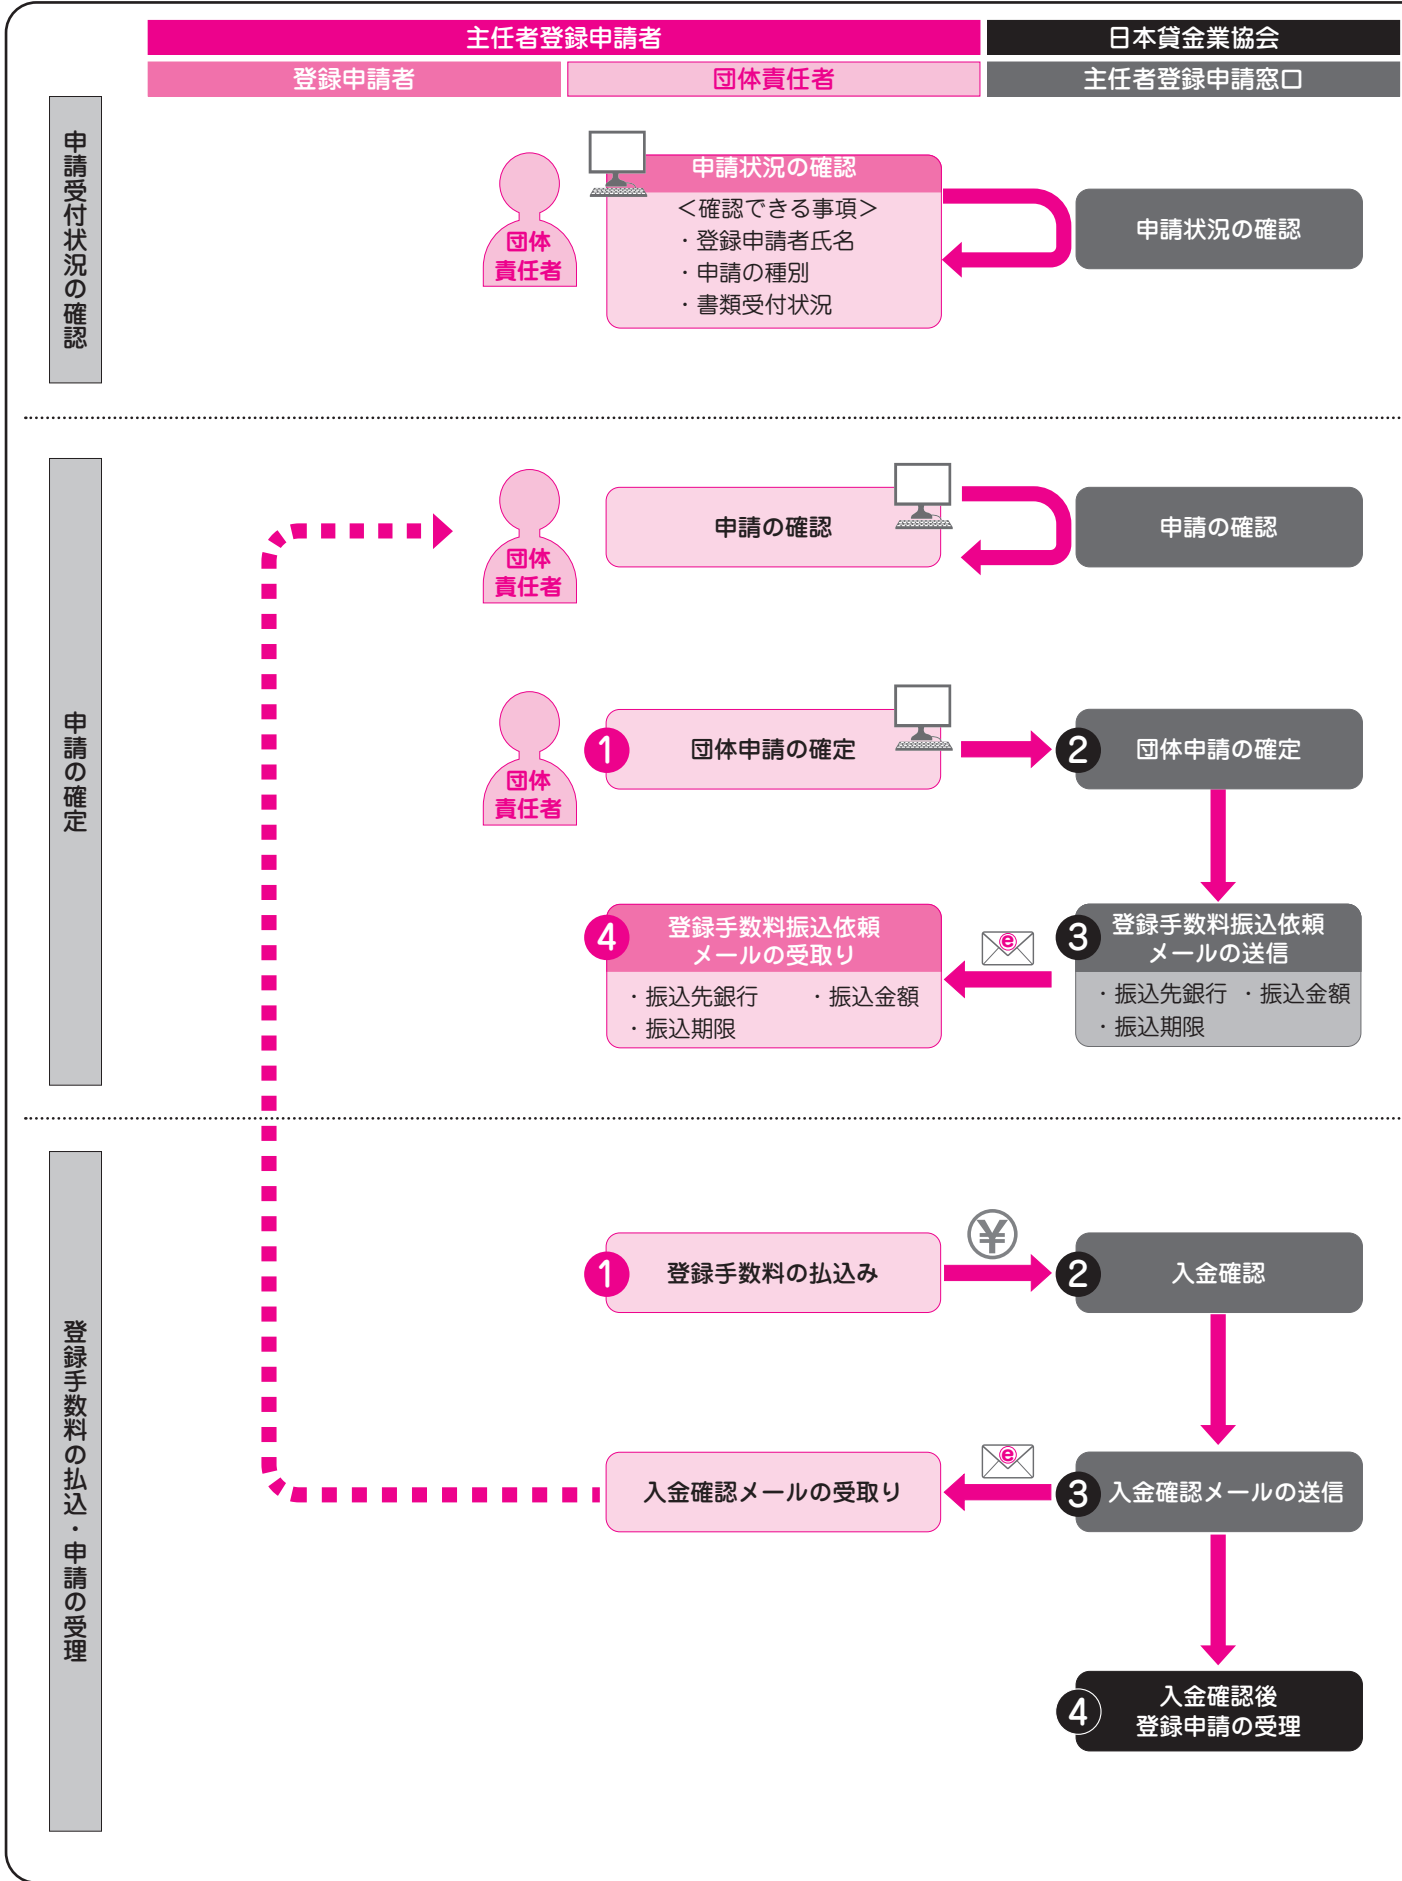 主任者登録申請者
日本貸金業協会
登録申請者
団体責任者
主任者登録申請窓口
申請受付状況の確認
団体
責任者
申請状況の確認
＜確認できる事項＞
・登録申請者氏名
・申請の種別
・書類受付状況
申請状況の確認
申請の確定
団体
責任者
申請の確認
申請の確認
団体
責任者
1
団体申請の確定
2
団体申請の確定
4
登録手数料振込依頼
メールの受取り
・振込先銀行　・振込金額
・振込期限
e
3
登録手数料振込依頼
メールの送信
・振込先銀行 ・振込金額
・振込期限
登録手数料の払込・申請の受理
1
登録手数料の払込み
¥
2
入金確認
入金確認メールの受取り
e
3
入金確認メールの送信
4
入金確認後
登録申請の受理